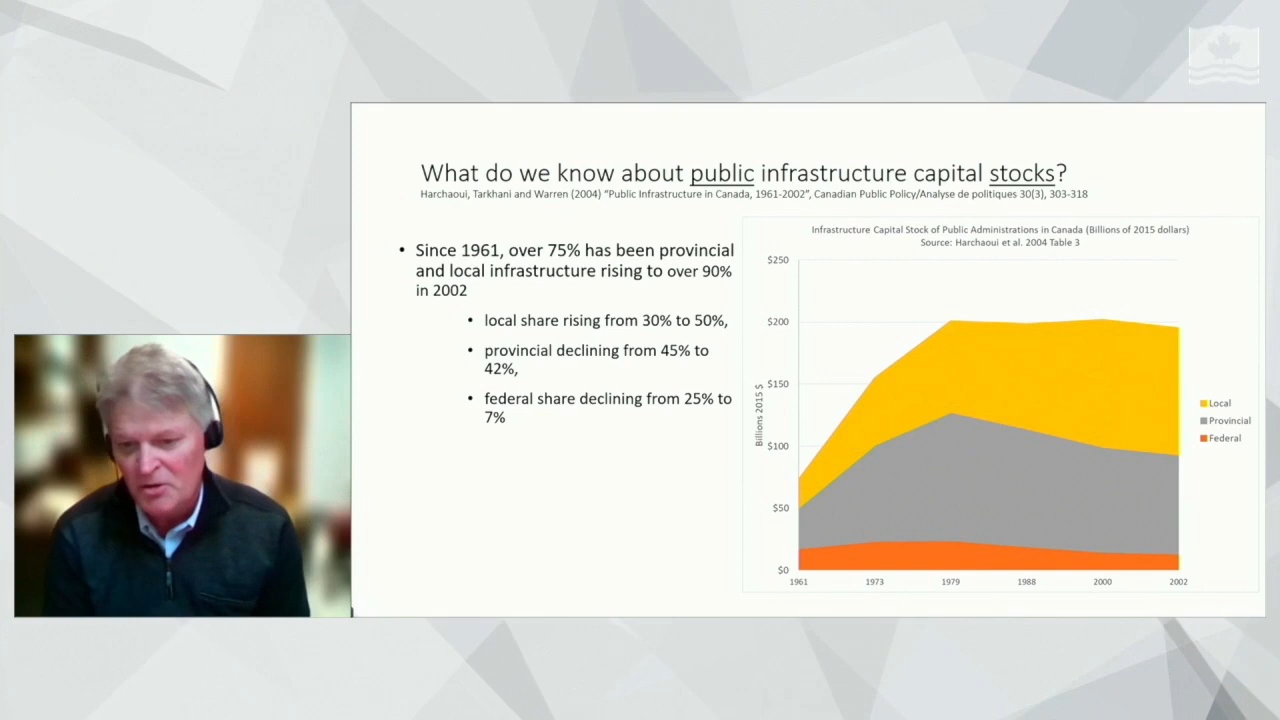 What do we know about public infrastructure capital stocks?
Harchaoui, Tarkhani and Warren (2004) “Public Infrastructure in Canada, 1961-2002”, Canadian Public Policy/Analyse de politiques 30(3), 303-318
• Since 1961, over 75% has been provincial
and local infrastructure rising to over 90%
in 2002
• local share rising from 30% to 50%,
• provincial declining from 45% to
42%,
• federal share declining from 25% to
7%
Infrastructure Capital Stock of Public Administrations in Canada (Billions of 2015 dollars)
Source: Harchaoui et al. 2004 Table 3
Billions 2015 $
$250
$200
$150
$100
$50
$0
1961 1973 1979 1988 2000 2002
Local
Provincial
Federal